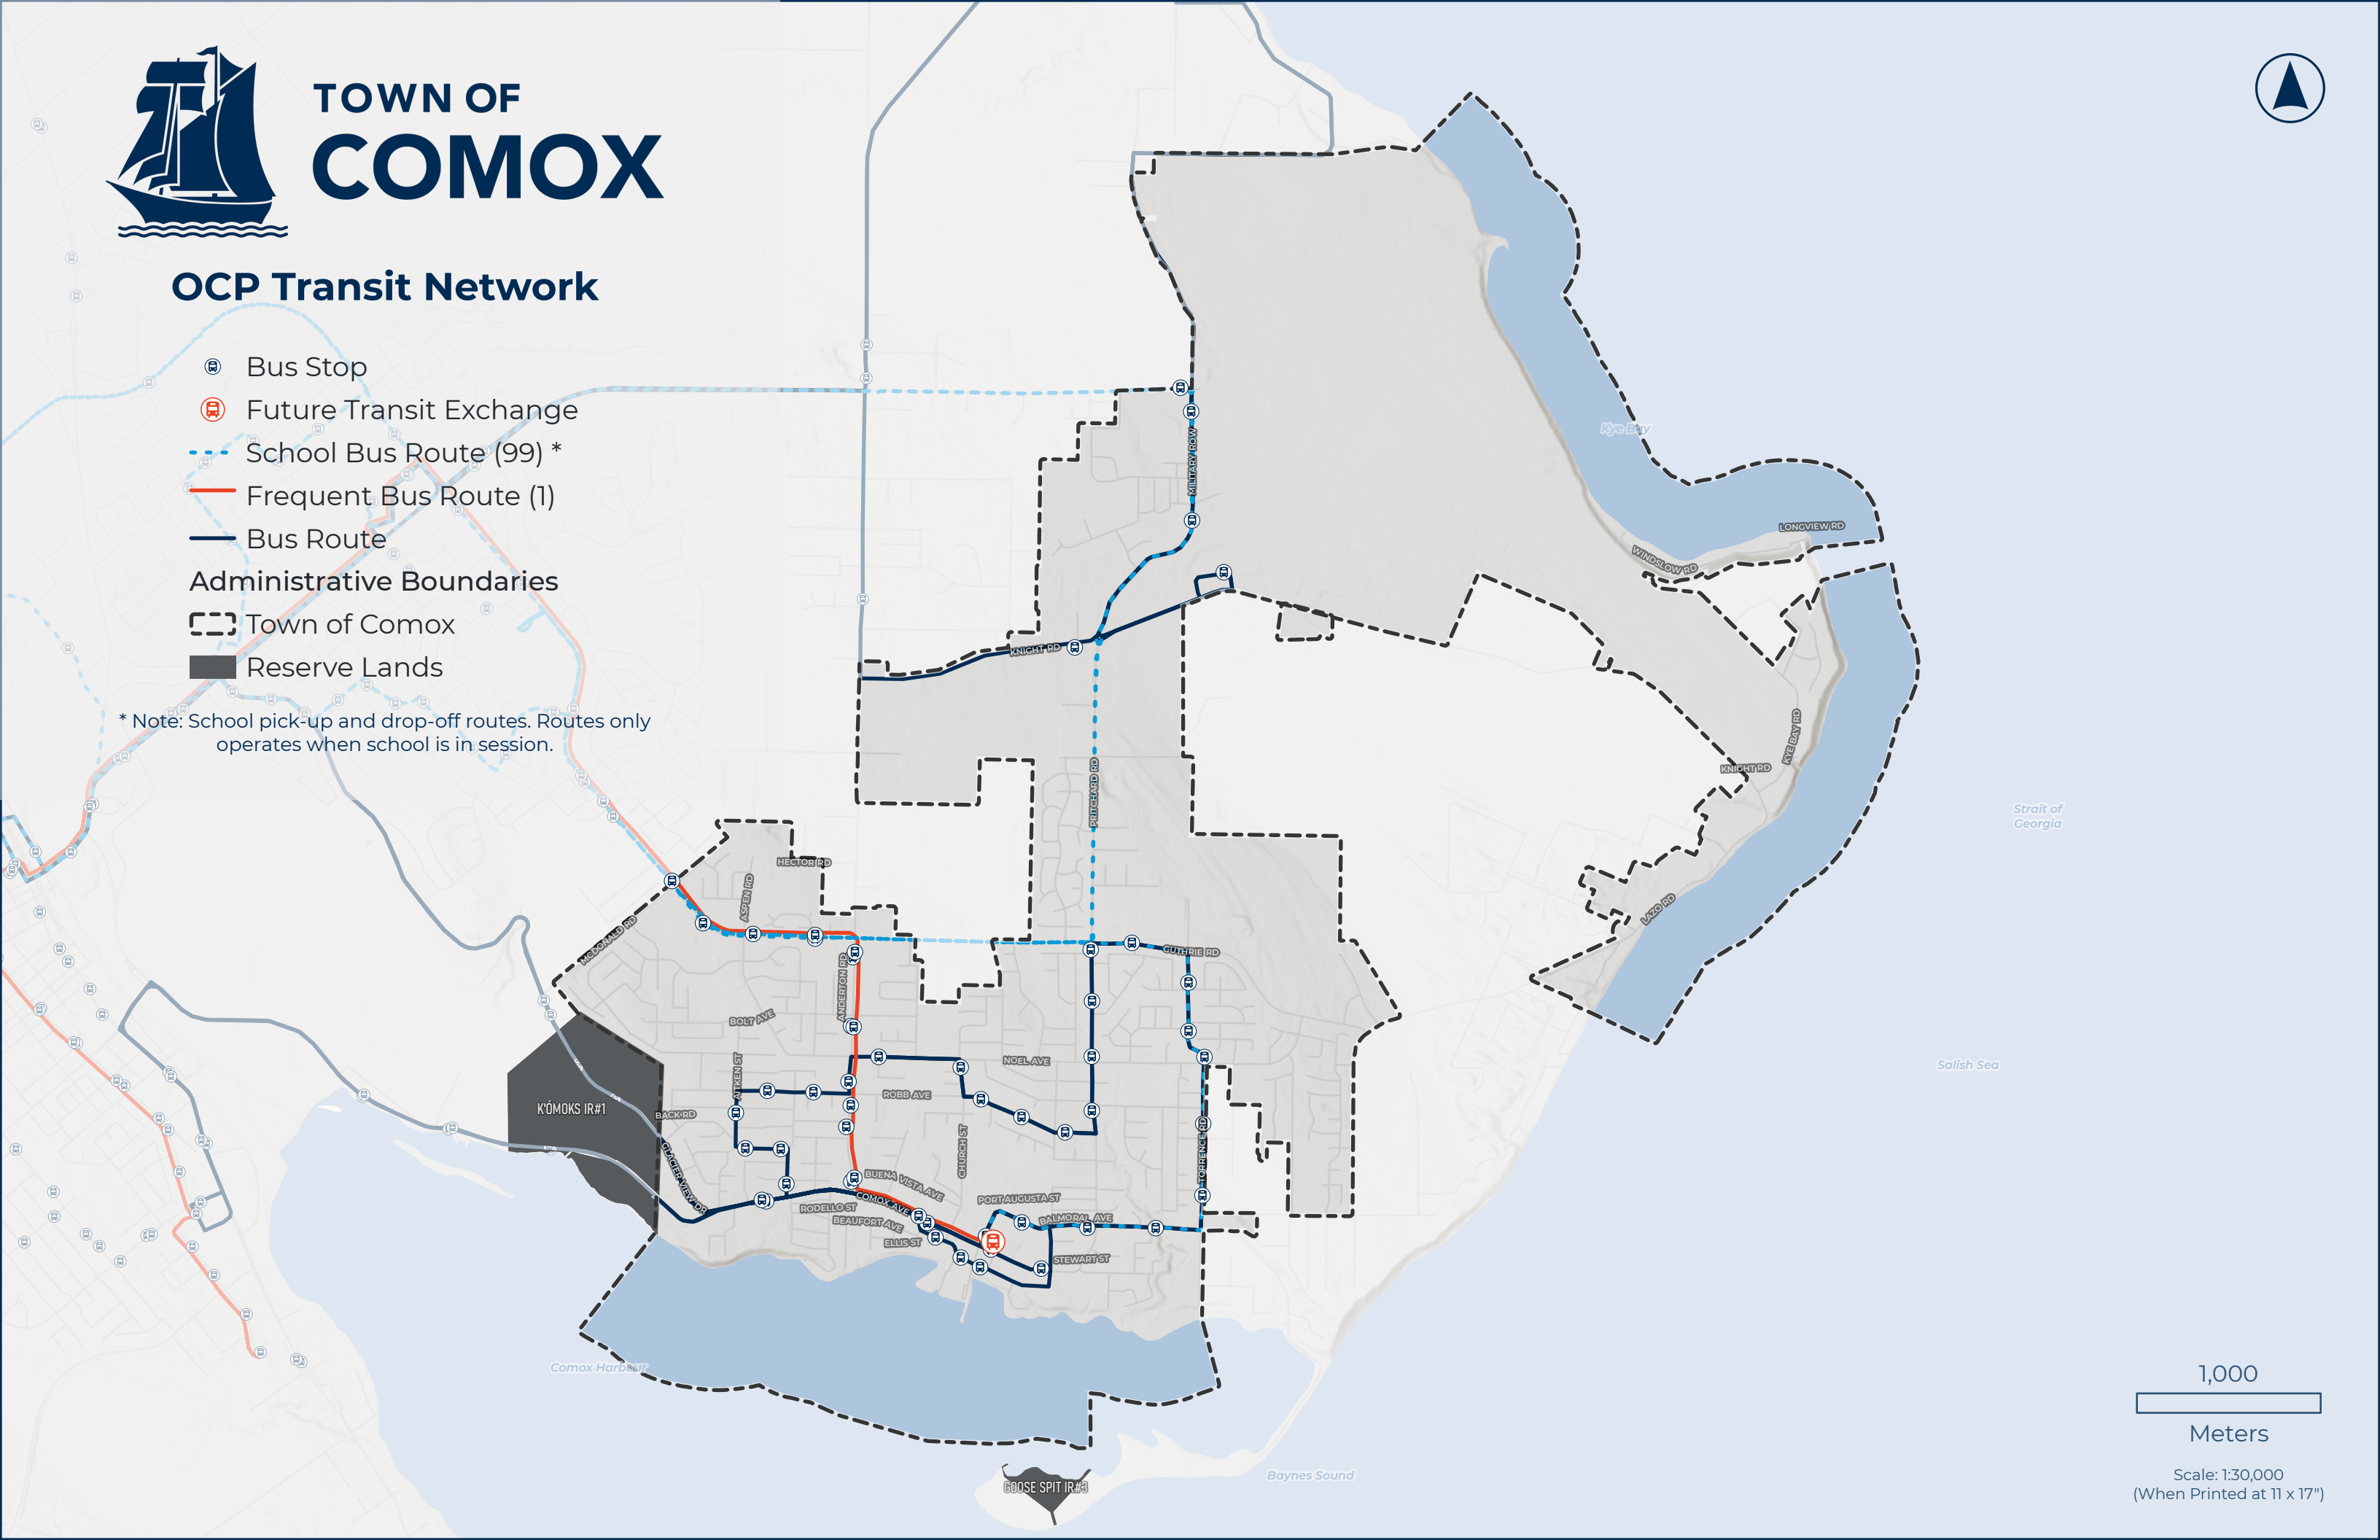 TOWN OF
COMOX
OCP Transit Network
Bus Stop
Future Transit Exchange
School Bus Route (99) *
Frequent Bus Route (1)
Bus Route
Administrative Boundaries
Town of Comox
Reserve Lands
* Note: School pick-up and drop-off routes. Routes only
operates when school is in session.
MILITARY ROW
Kye Bay
LONGVIEW RD
WINDSLOW RD
KNIGHT RD
KYE BAY RD
KNIGHT RD
PRITCHARD RD
Strait of
Georgia
HECTOR RD
ASPEN RD
LAZO RD
MCDONALD RD
GUTHRIE RD
ANDERTON RD
BOLT AVE
NOEL AVE
Salish Sea
AITKEN ST
ROBB AVE
K'ÓMOKS IR#1
BACK RD
CHURCH ST
TORRENCE RD
GLACIER VIEW DR
BUENA VISTA AVE
COMOX AVE
PORT AUGUSTA ST
RODELLO ST
BEAUFORT AVE
BALMORAL AVE
ELLIS ST
STEWART ST
Comox Harbour
Baynes Sound
GOOSE SPIT IR#3
1,000
Meters
Scale: 1:30,000
(When Printed at 11 x 17")